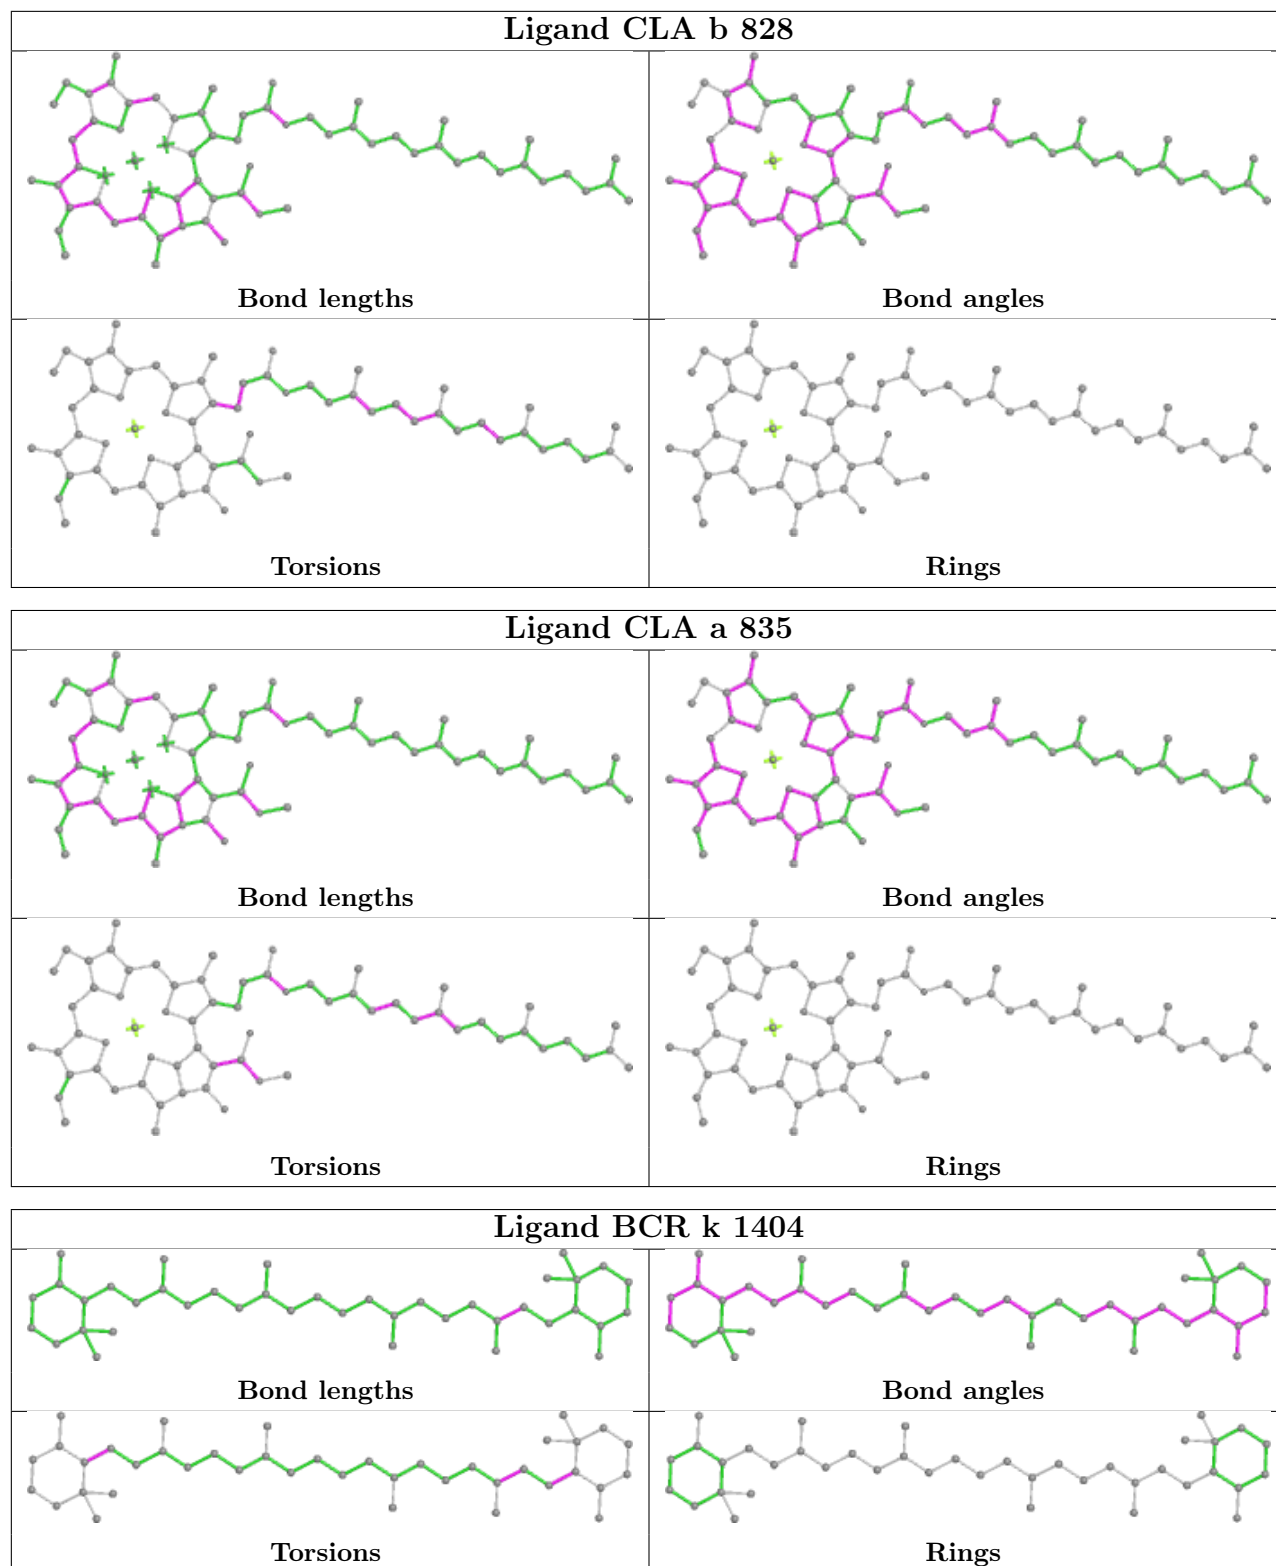 Ligand CLA b 828
Bond lengths
Bond angles
Torsions
Rings
Ligand CLA a 835
Bond lengths
Bond angles
Torsions
Rings
Ligand BCR k 1404
Bond lengths
Bond angles
Torsions
Rings